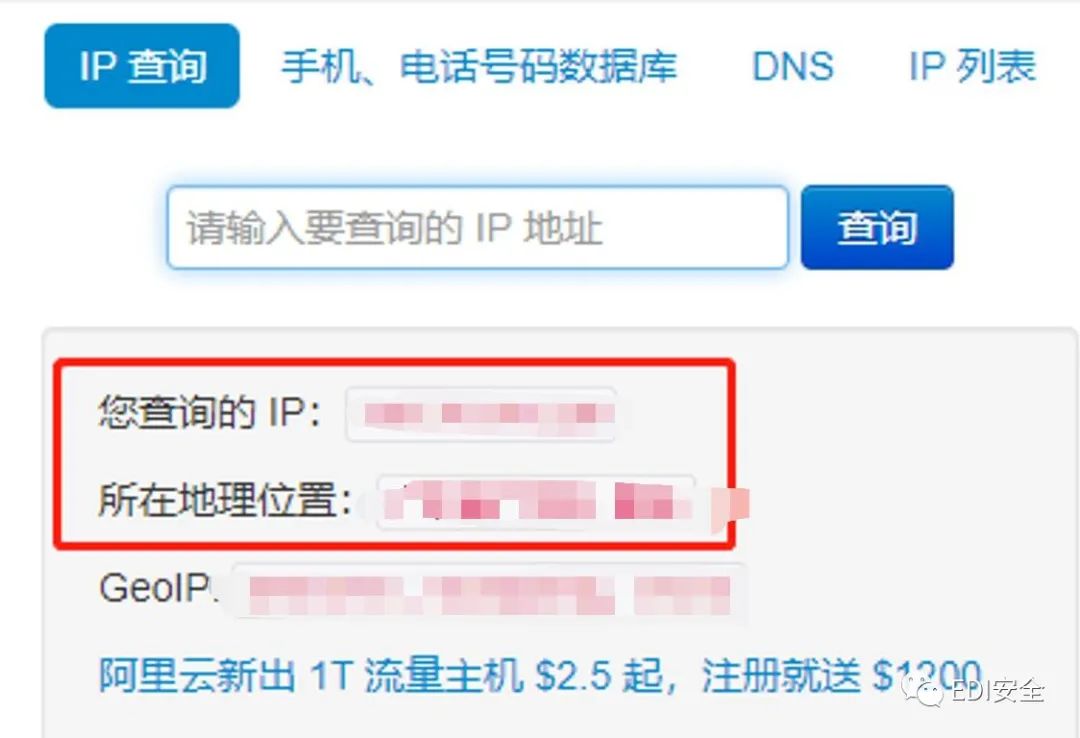 IP 查询 手机、电话号码数据库 DNS IP 列表
请输入要查询的 IP 地址 查询
您查询的 IP：
所在地理位置：
GeoIP:
阿里云新出 1T 流量主机 $2.5 起，注册就送 $1200
EDI安全